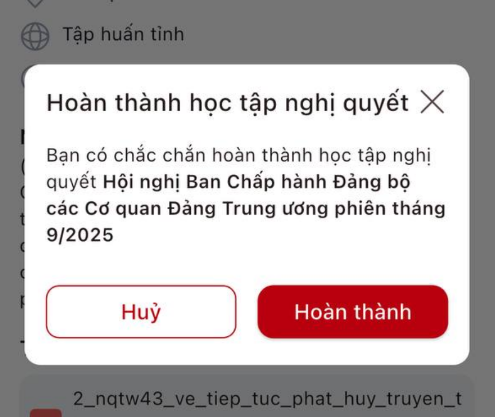 Tập huấn tỉnh
Hoàn thành học tập nghị quyết
Bạn có chắc chắn hoàn thành học tập nghị
quyết Hội nghị Ban Chấp hành Đảng bộ
các Cơ quan Đảng Trung ương phiên tháng
9/2025
Huỷ
Hoàn thành
2_nqtw43_ve_tiep_tuc_phat_huy_truyen_t